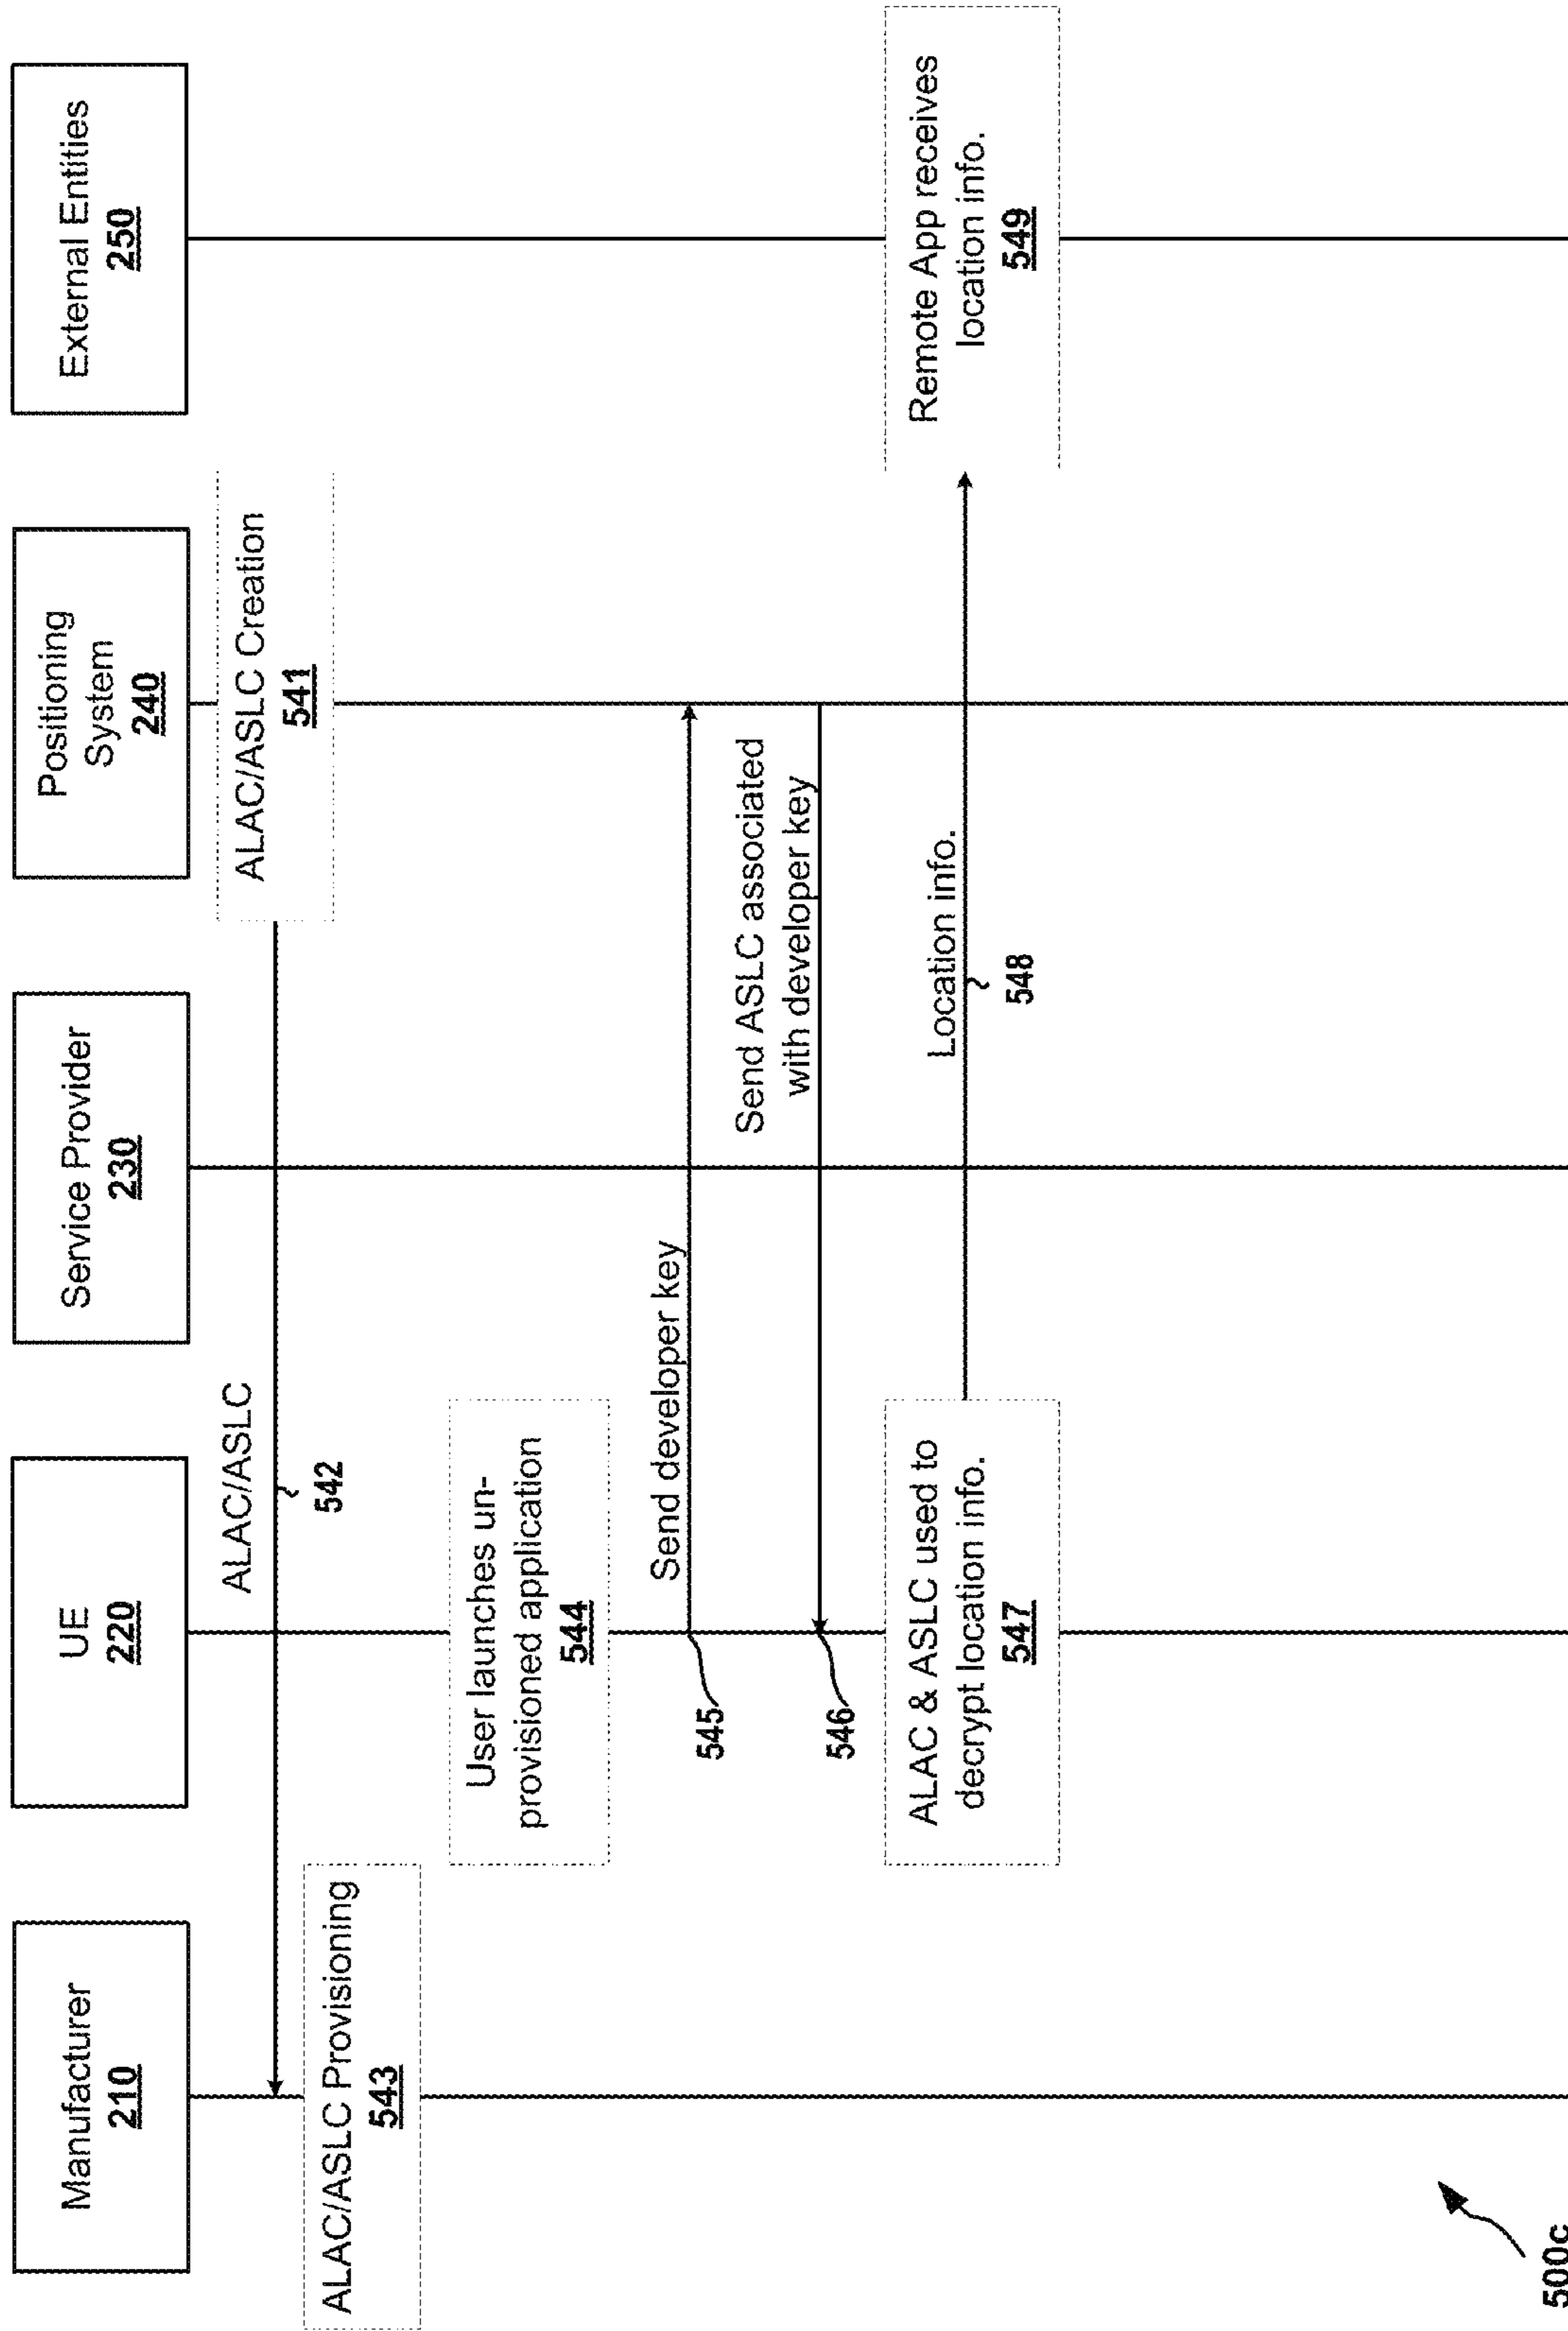 Manufacturer
210
UE
220
Service Provider
230
Positioning
System
240
External Entities
250
ALAC/ASLC Creation
541
ALAC/ASLC
542
ALAC/ASLC Provisioning
543
User launches un-
provisioned application
544
Send developer key
545
Send ASLC associated
with developer key
546
ALAC & ASLC used to
decrypt location info.
547
Location info.
548
Remote App receives
location info.
549
500c